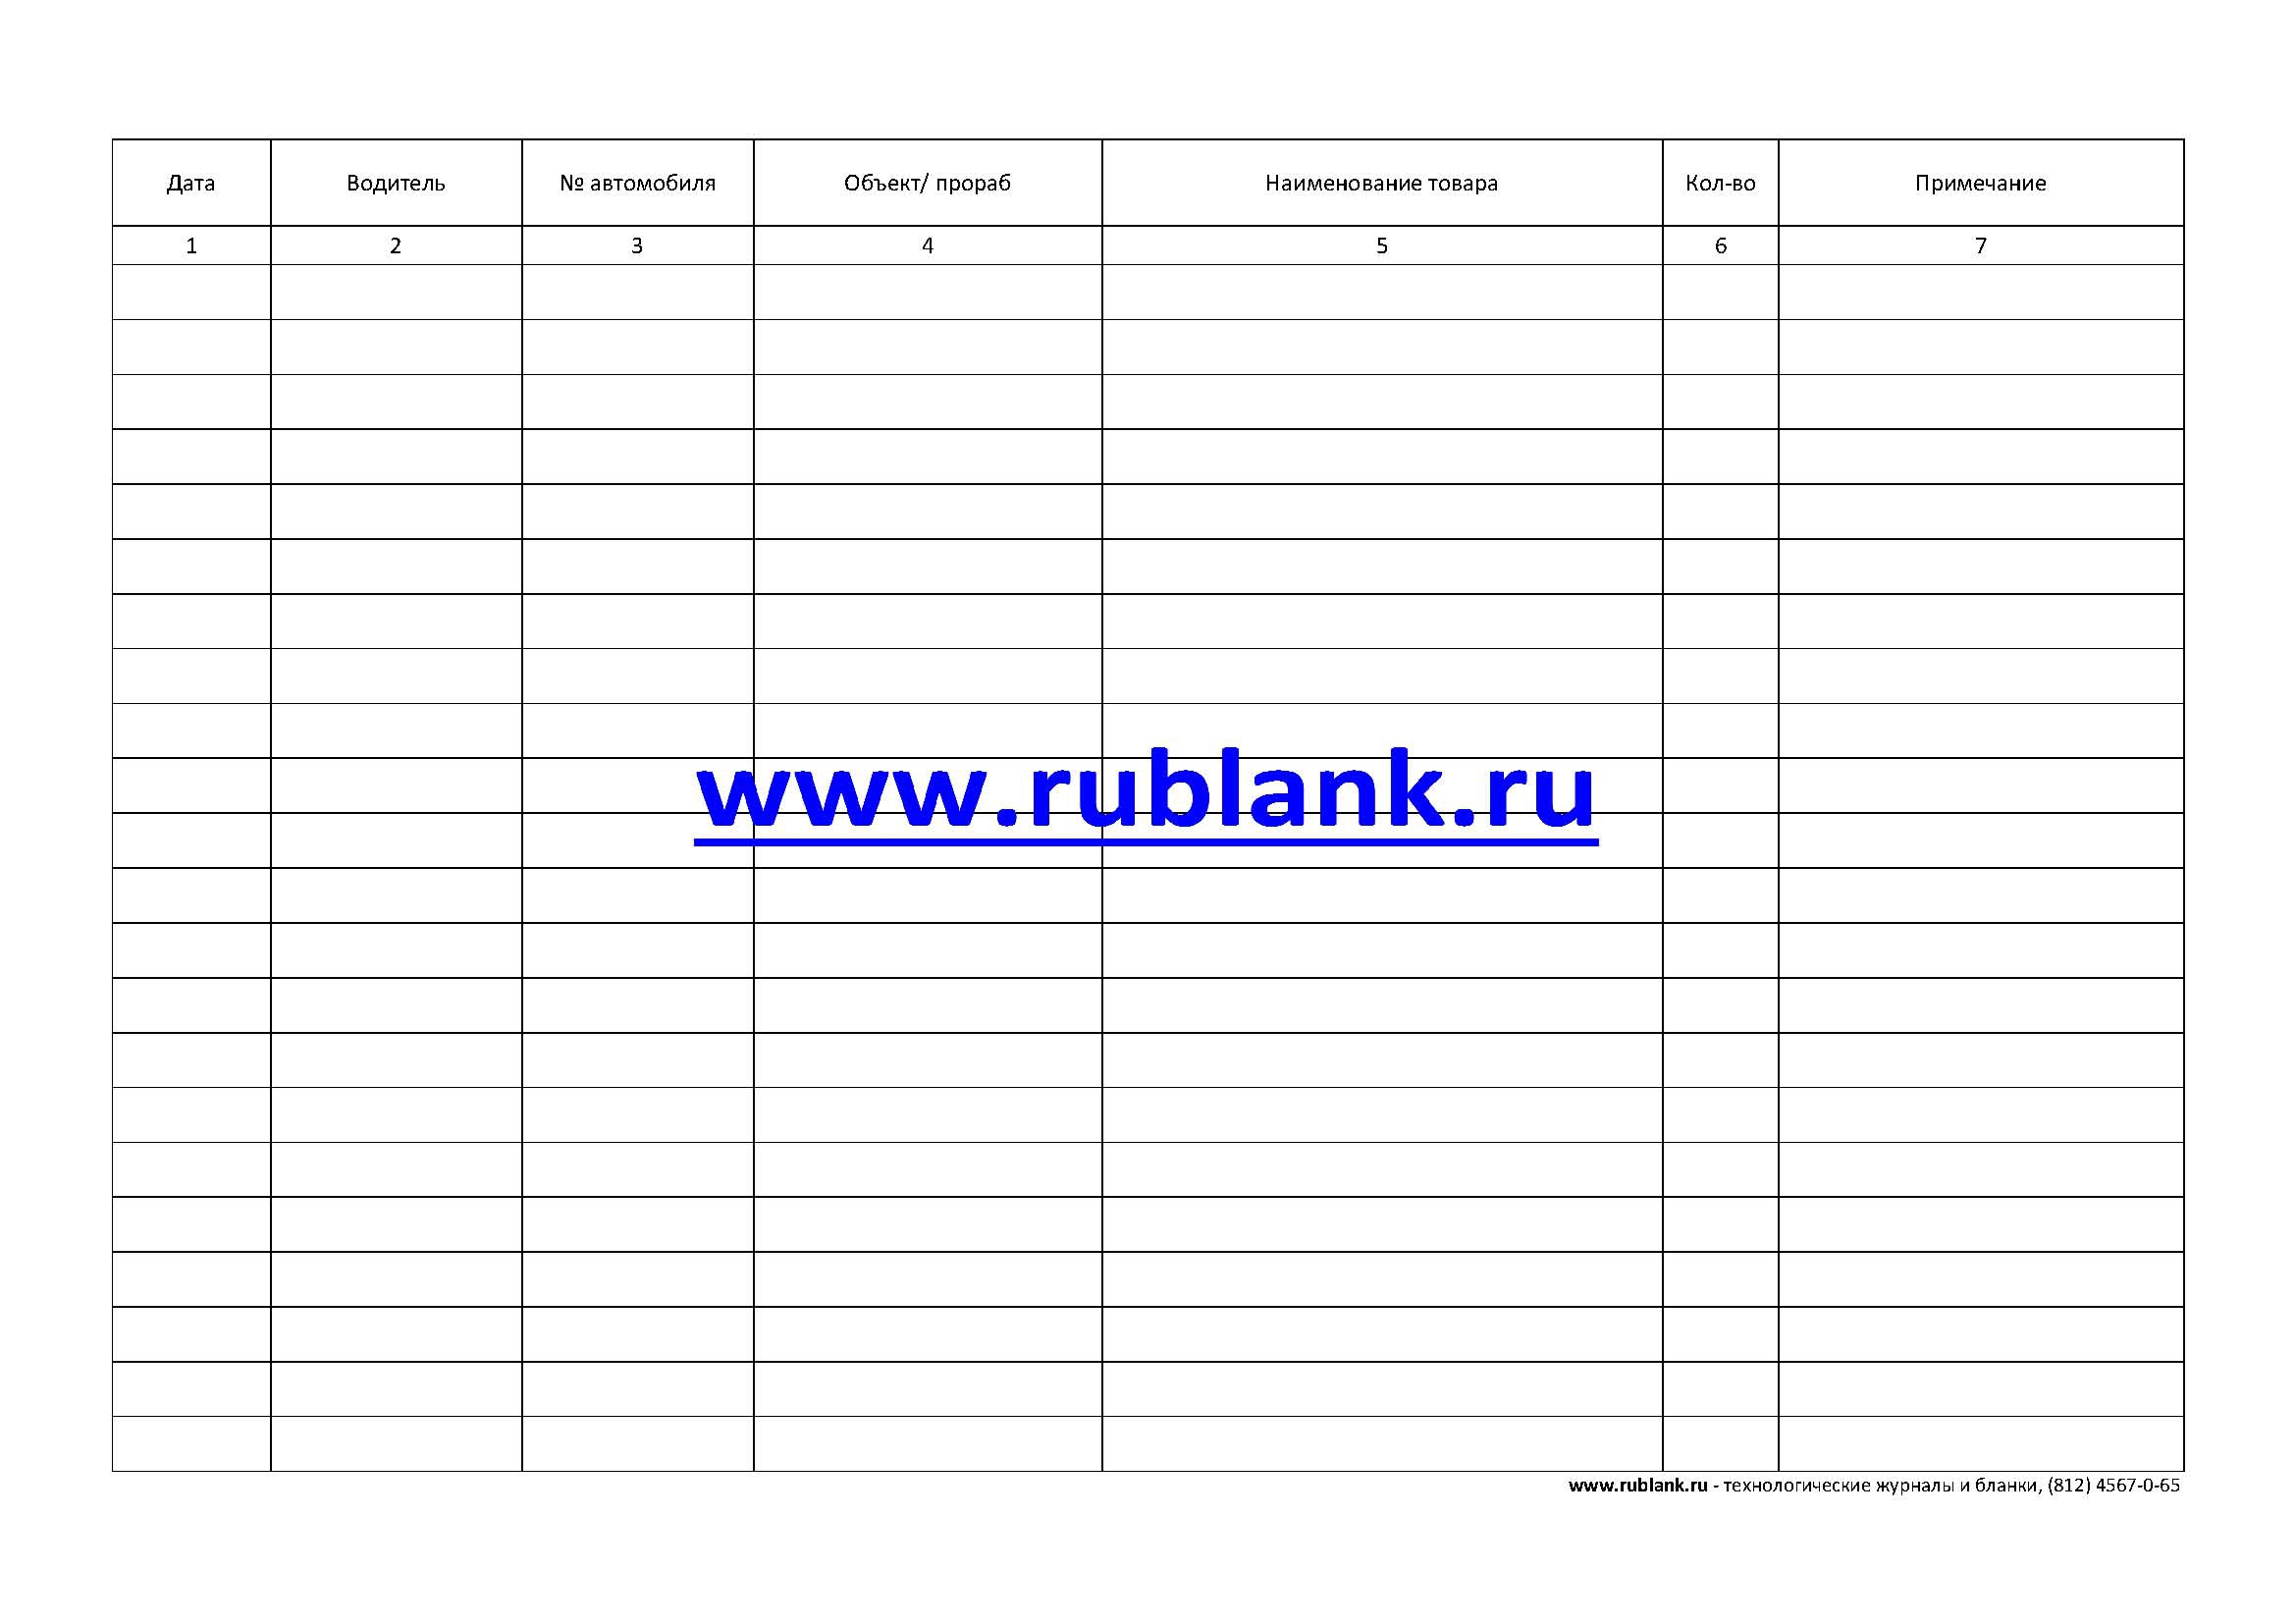 Дата Водитель № автомобиля Объект/ прораб Наименование товара Кол-во Примечание
1 2 3 4 5 6 7
www.rublank.ru
www.rublank.ru - технологические журналы и бланки, (812) 4567-0-65